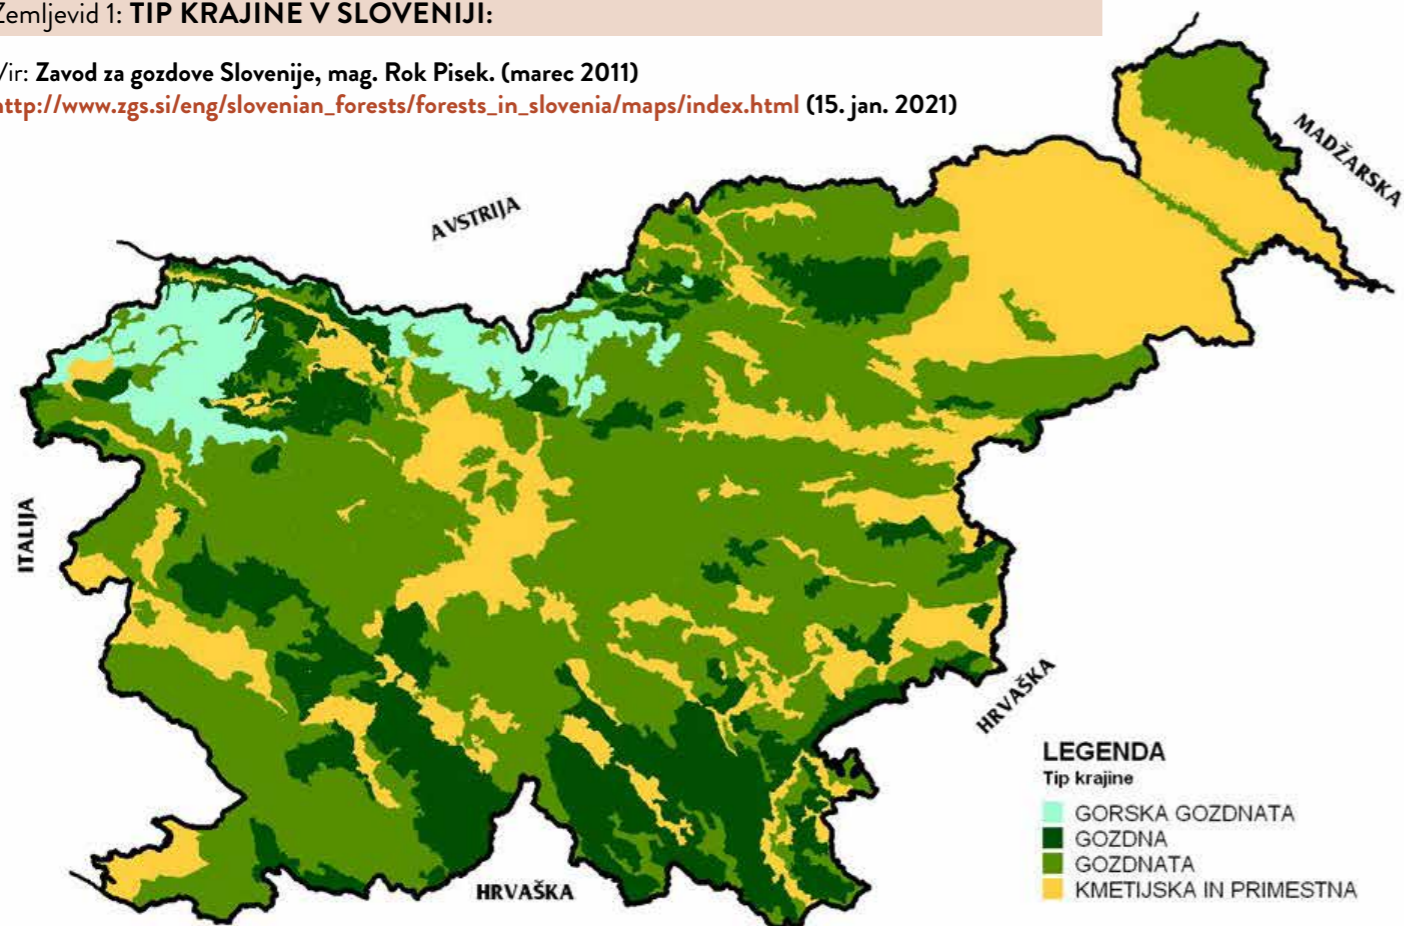 Zemljevid 1: TIP KRAJINE V SLOVENIJI:
Vir: Zavod za gozdove Slovenije, mag. Rok Pisek. (marec 2011)
http://www.zgs.si/eng/slovenian_forests/forests_in_slovenia/maps/index.html (15. jan. 2021)
MADŽARSKA
AVSTRIJA
ITALIJA
HRVAŠKA
HRVAŠKA
LEGENDA
Tip krajine
GORSKA GOZDNATA
GOZDNA
GOZDNATA
KMETIJSKA IN PRIMESTNA